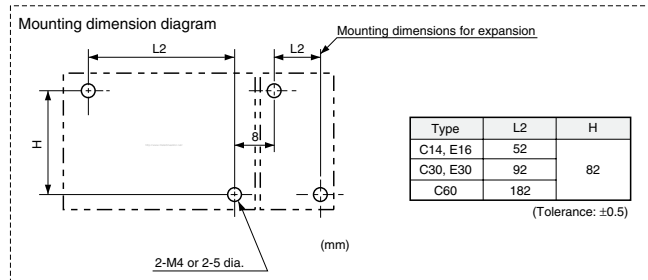 Mounting dimension diagram
L2
L2
Mounting dimensions for expansion
H
8
Type L2 H
C14, E16 52
C30, E30 92 82
C60 182
(Tolerance: ±0.5)
(mm)
2-M4 or 2-5 dia.